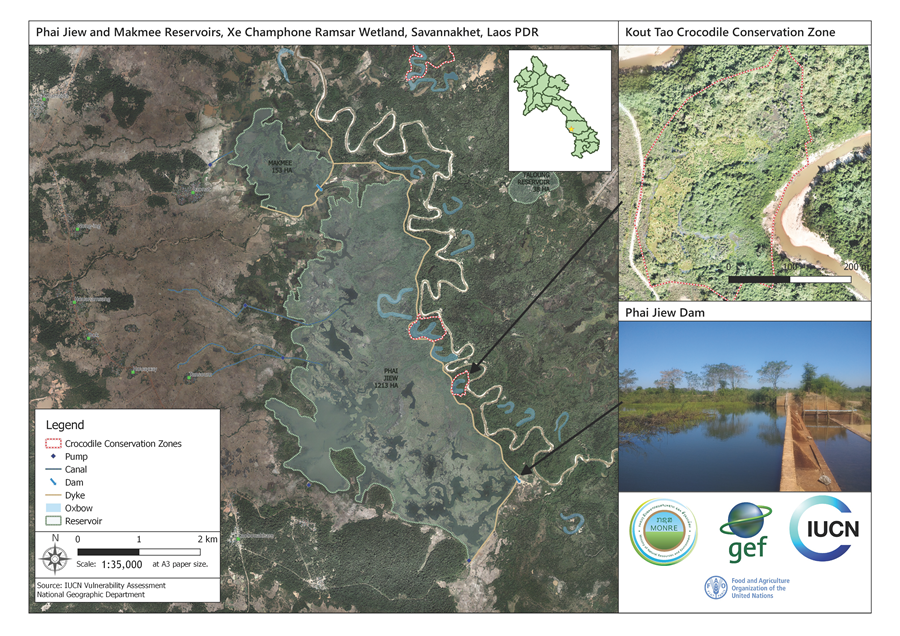 Phai Jiew and Makmee Reservoirs, Xe Champhone Ramsar Wetland, Savannakhet, Laos PDR
Kout Tao Crocodile Conservation Zone
MAKMEE
153 HA
TALOUNG
RESERVOIR
PHAI
JIEW
1213 HA
100
200 m
Phai Jiew Dam
Legend
Crocodile Conservation Zones
Pump
Canal
Dam
Dyke
Oxbow
Reservoir
N
0 1 2 km
Scale: 1:35,000 at A3 paper size.
Source: IUCN Vulnerability Assessment
National Geographic Department
MONRE
gef
IUCN
FAO
Food and Agriculture
Organization of the
United Nations